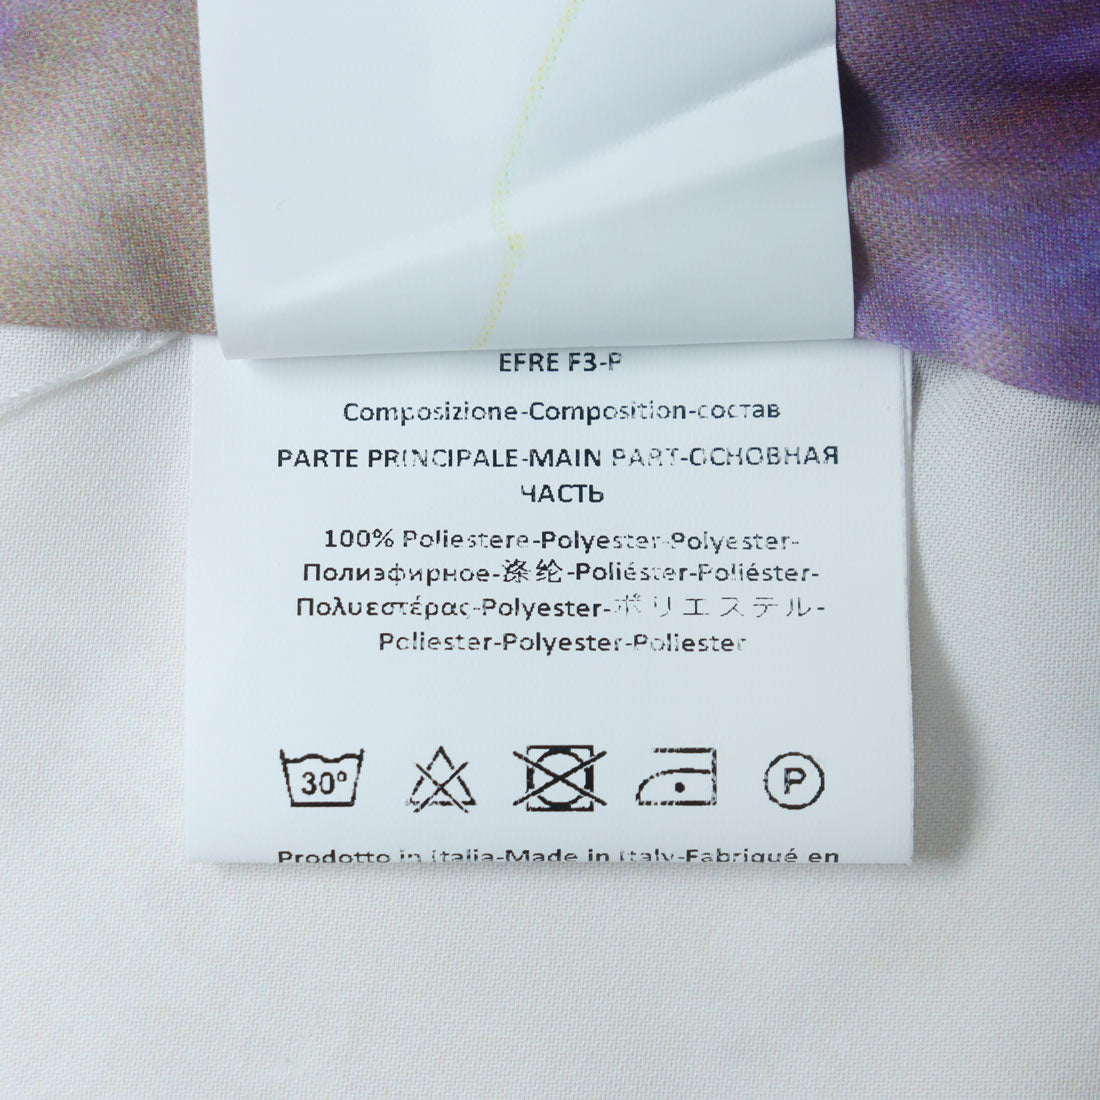 EFRE F3-P
Composizione-Composition-состав
PARTE PRINCIPALE-MAIN PART-ОСНОВНАЯ
ЧАСТЬ
100% Poliestere-Polyester-Polyester-
Полиэфирное-涤纶-Poliéster-Poliéster-
Πολυεστέρας-Polyester-ポリエステル-
Poliester-Polyester-Poliester
30° P
Prodotto in Italia-Made in Italy-Fabriqué en